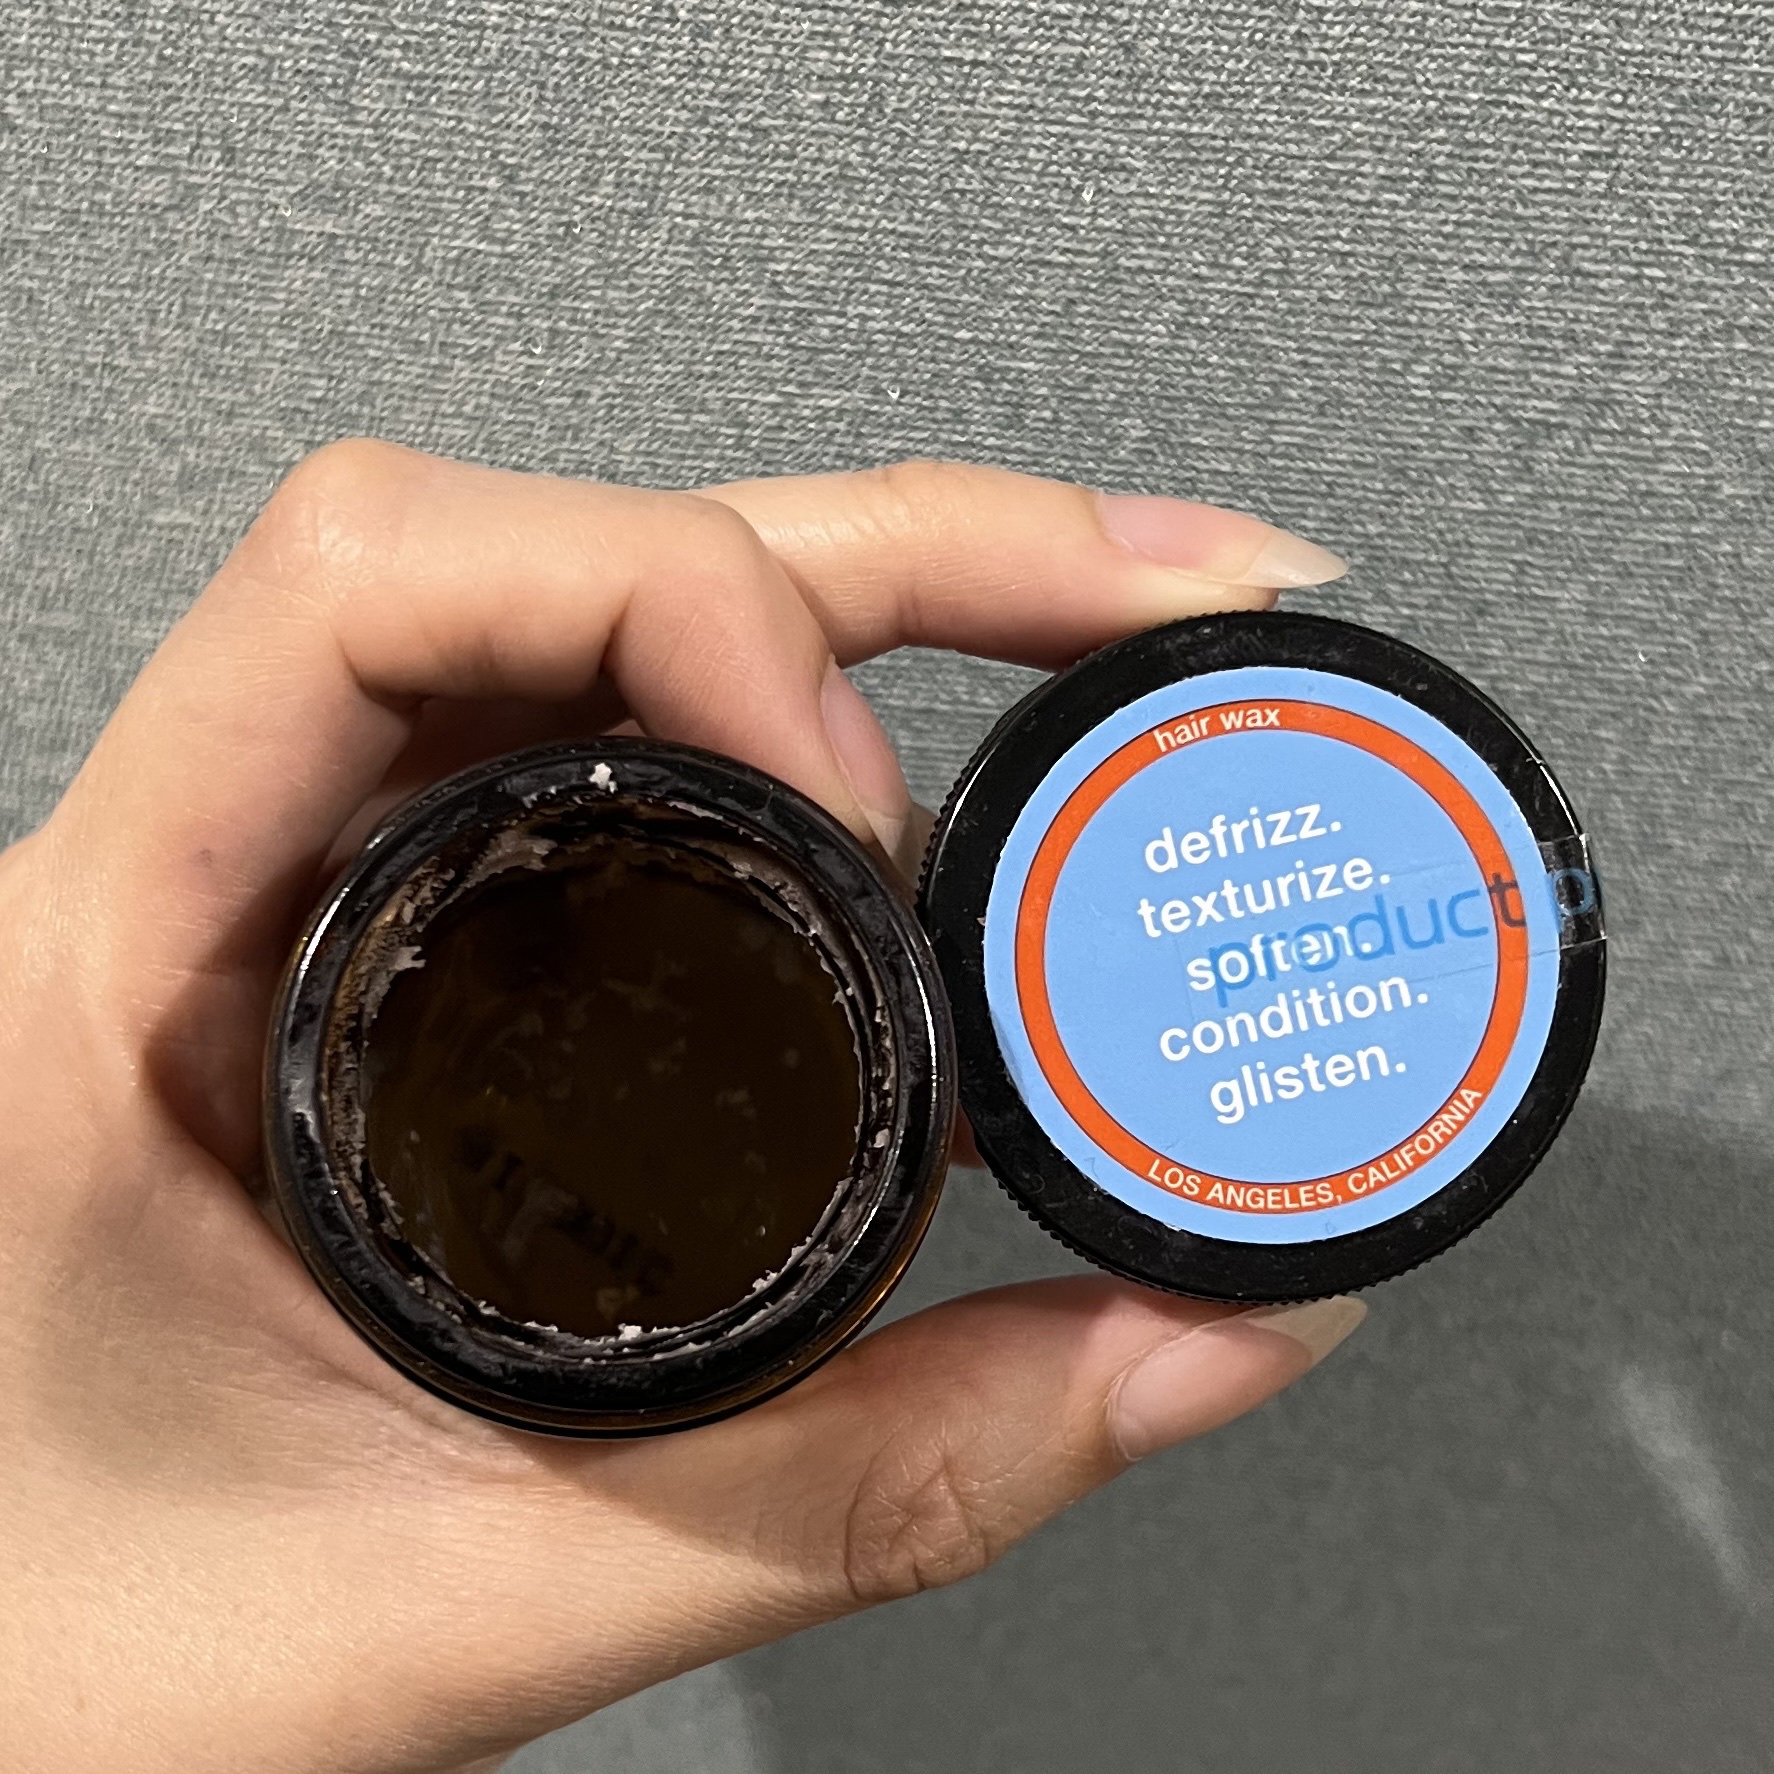 hair wax
defrizz.
texturize.
soften.
product p
condition.
glisten.
LOS ANGELES, CALIFORNIA